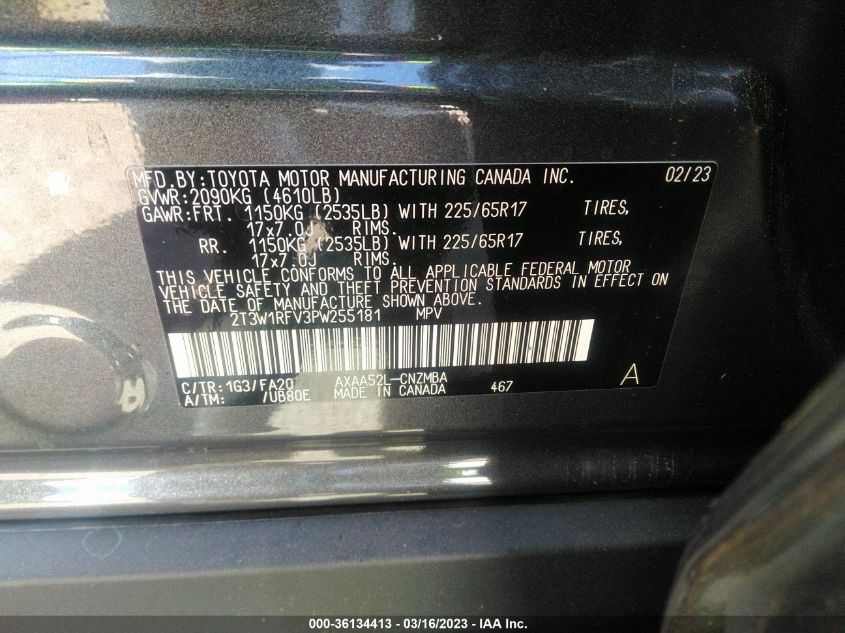 MFD.BY:TOYOTA MOTOR MANUFACTURING CANADA INC. 02/23
GVWR:2090KG (4610LB)
GAWR:FRT. 1150KG (2535LB) WITH 225/65R17 TIRES,
17x7.0J RIMS.
RR. 1150KG (2535LB) WITH 225/65R17 TIRES,
17x7.0J RIMS.
THIS VEHICLE CONFORMS TO ALL APPLICABLE FEDERAL MOTOR
VEHICLE SAFETY AND THEFT PREVENTION STANDARDS IN EFFECT ON
THE DATE OF MANUFACTURE SHOWN ABOVE.
2T3W1RFV3PW255181 MPV
C/TR:1G3/FA20 AXAA52L-CNZMBA 467 A
A/TM: /UB80E MADE IN CANADA
000-36134413 - 03/16/2023 - IAA Inc.